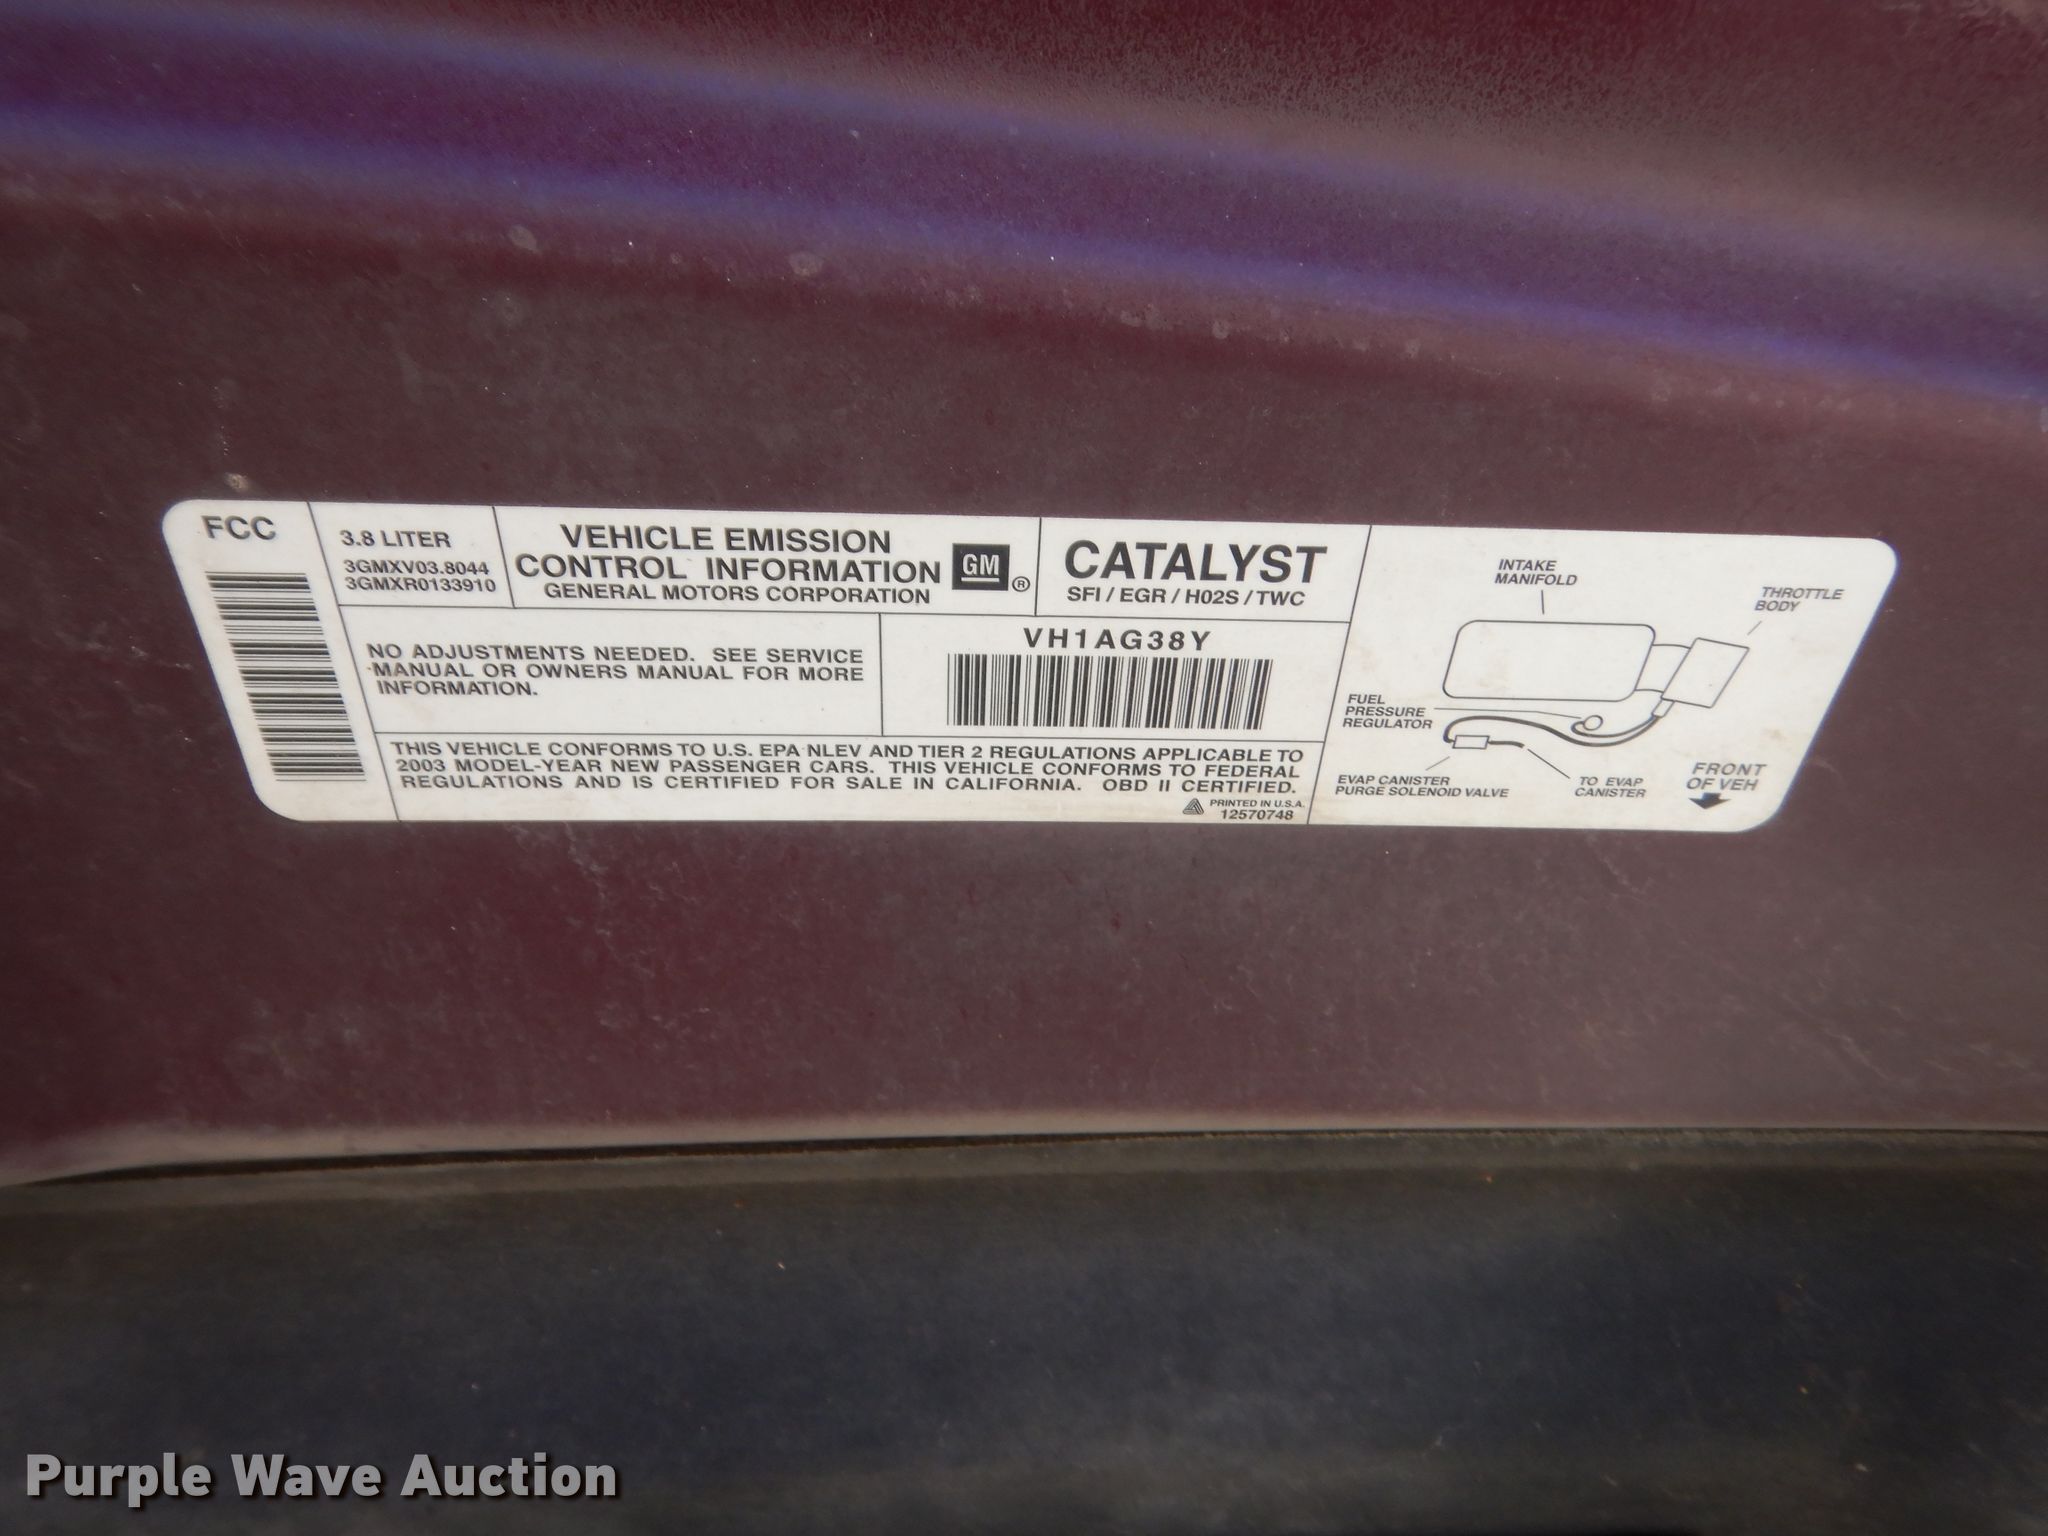 FCC
3.8 LITER
3GMXV03.8044
3GMXR0133910
VEHICLE EMISSION
CONTROL INFORMATION
GENERAL MOTORS CORPORATION
GM ®
CATALYST
SFI / EGR / H02S / TWC
NO ADJUSTMENTS NEEDED. SEE SERVICE
MANUAL OR OWNERS MANUAL FOR MORE
INFORMATION.
VH1AG38Y
THIS VEHICLE CONFORMS TO U.S. EPA NLEV AND TIER 2 REGULATIONS APPLICABLE TO
2003 MODEL-YEAR NEW PASSENGER CARS. THIS VEHICLE CONFORMS TO FEDERAL
REGULATIONS AND IS CERTIFIED FOR SALE IN CALIFORNIA. OBD II CERTIFIED.
PRINTED IN U.S.A.
12570748
INTAKE
MANIFOLD
THROTTLE
BODY
FUEL
PRESSURE
REGULATOR
EVAP CANISTER
PURGE SOLENOID VALVE
TO EVAP
CANISTER
FRONT
OF VEH
Purple Wave Auction